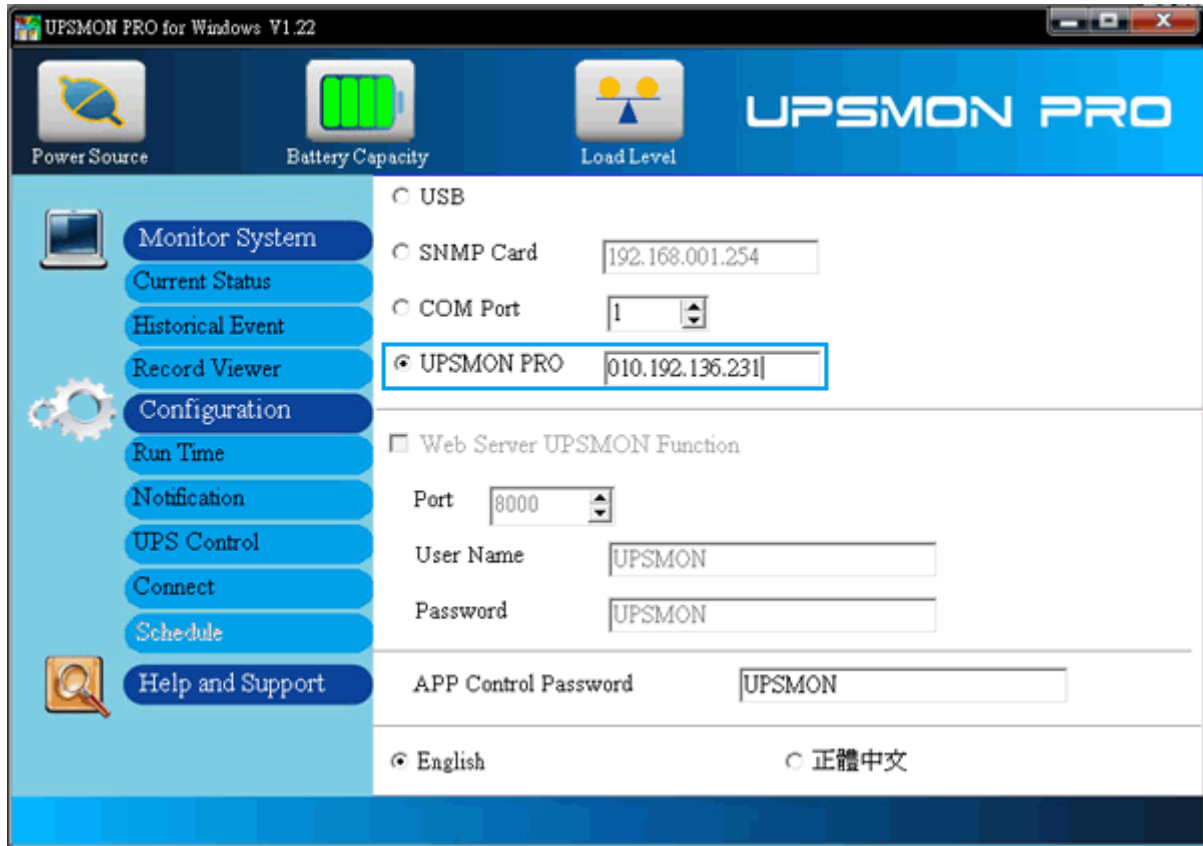 UPSMON PRO for Windows V1.22
UPSMON PRO
Power Source
Battery Capacity
Load Level
Monitor System
Current Status
Historical Event
Record Viewer
Configuration
Run Time
Notification
UPS Control
Connect
Schedule
Help and Support
USB
SNMP Card 192.168.001.254
COM Port 1
UPSMON PRO 010.192.136.231
Web Server UPSMON Function
Port 8000
User Name UPSMON
Password UPSMON
APP Control Password UPSMON
English 正體中文